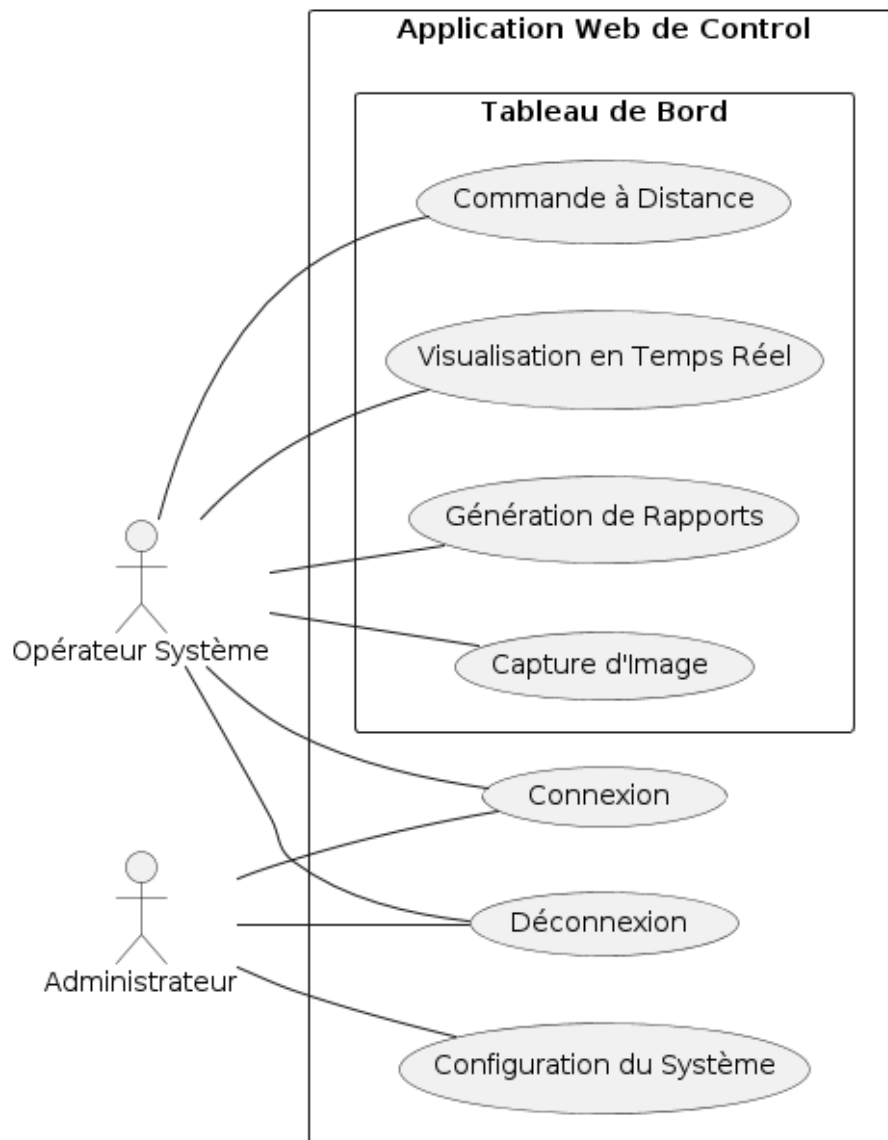 Application Web de Control
Tableau de Bord
Commande à Distance
Visualisation en Temps Réel
Génération de Rapports
Capture d'Image
Opérateur Système
Connexion
Déconnexion
Administrateur
Configuration du Système